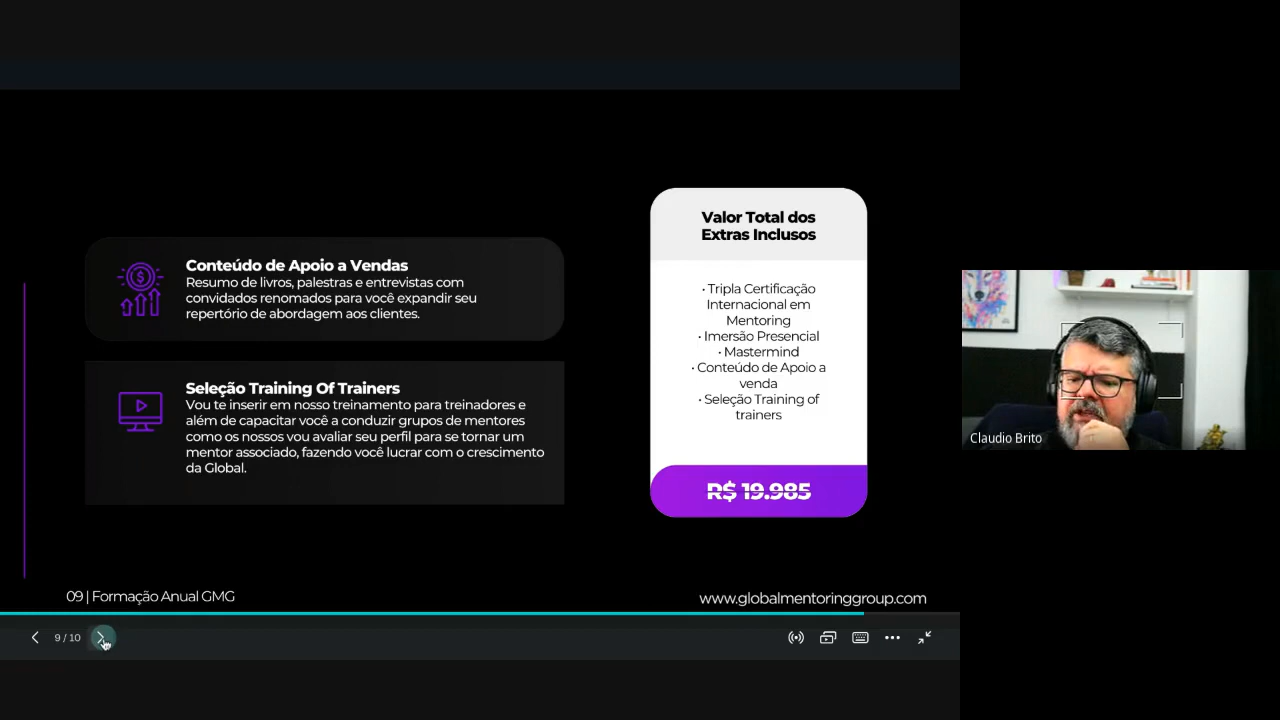 Conteúdo de Apoio a Vendas
Resumo de livros, palestras e entrevistas com
convidados renomados para você expandir seu
repertório de abordagem aos clientes.
Seleção Training Of Trainers
Vou te inserir em nosso treinamento para treinadores e
além de capacitar você a conduzir grupos de mentores
como os nossos vou avaliar seu perfil para se tornar um
mentor associado, fazendo você lucrar com o crescimento
da Global.
Valor Total dos
Extras Inclusos
• Tripla Certificação
Internacional em
Mentoring
• Imersão Presencial
• Mastermind
• Conteúdo de Apoio a
venda
• Seleção Training of
trainers
R$ 19.985
Claudio Brito
09 | Formação Anual GMG
www.globalmentoringgroup.com
9 / 10